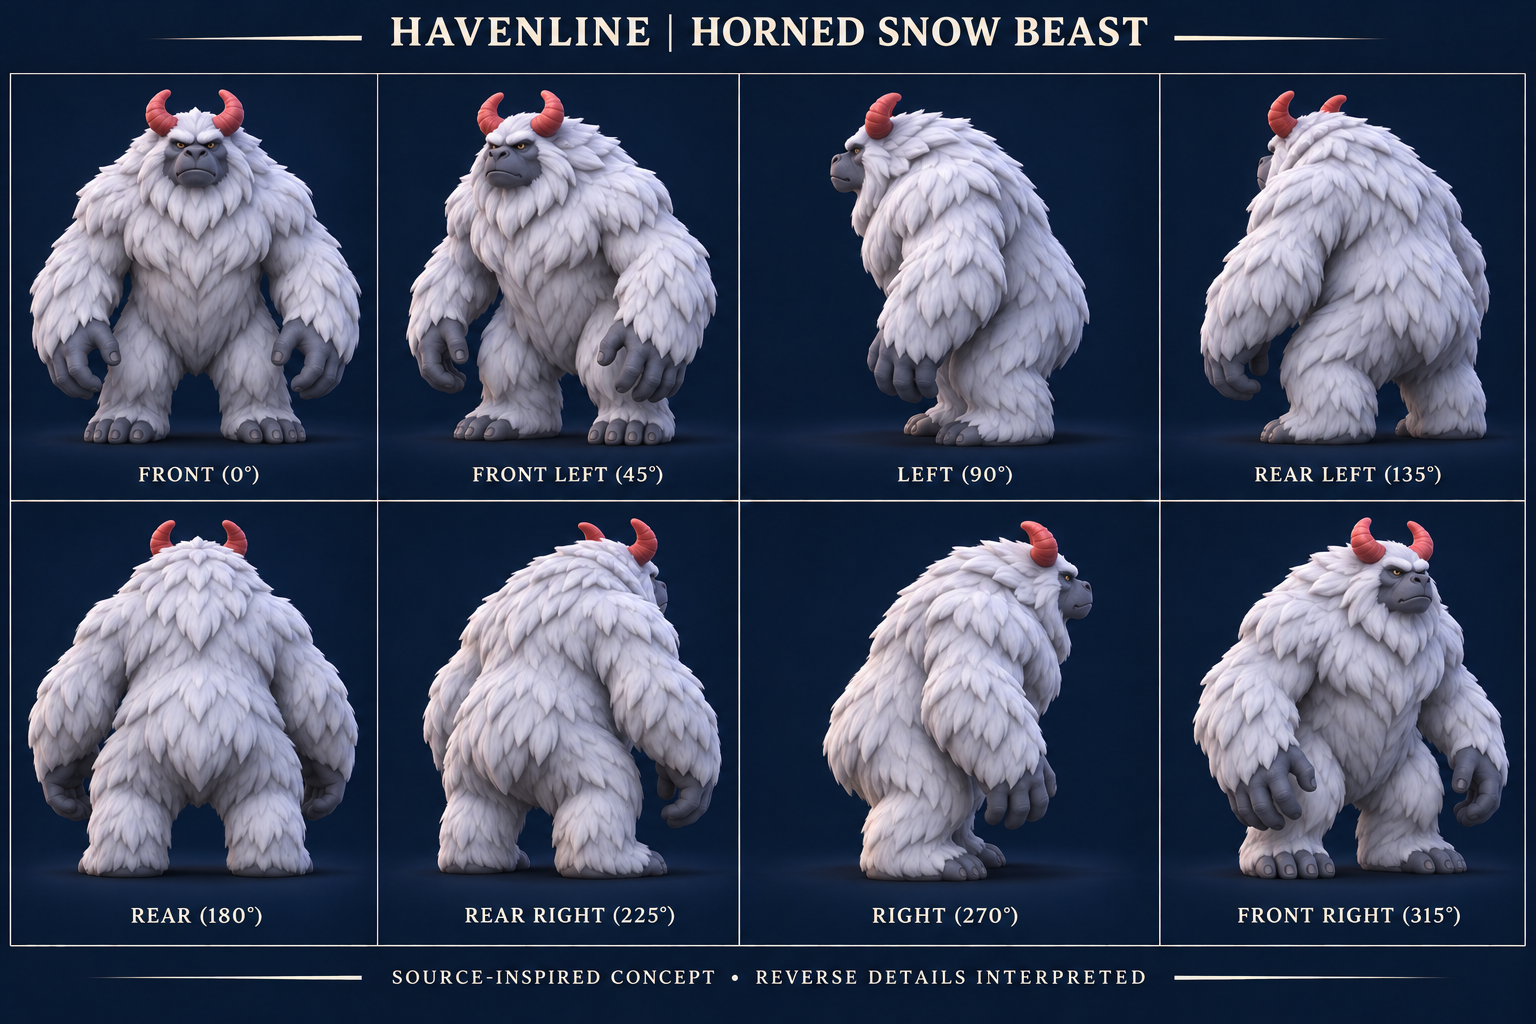 HAVENLINE | HORNED SNOW BEAST
FRONT (0°)
FRONT LEFT (45°)
LEFT (90°)
REAR LEFT (135°)
REAR (180°)
REAR RIGHT (225°)
RIGHT (270°)
FRONT RIGHT (315°)
SOURCE-INSPIRED CONCEPT • REVERSE DETAILS INTERPRETED